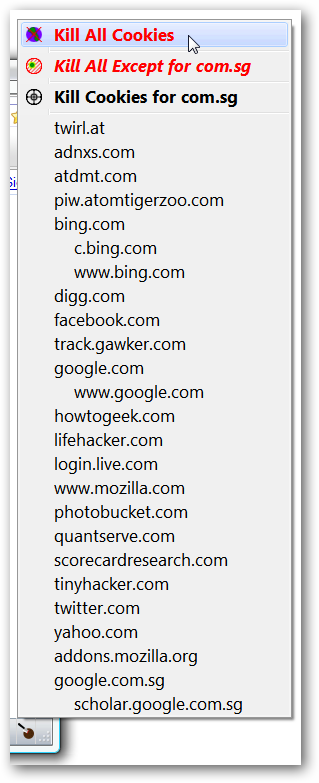 Kill All Cookies
Kill All Except for com.sg
Kill Cookies for com.sg
twirl.at
adnxs.com
atdmt.com
piw.atomtigerzoo.com
bing.com
c.bing.com
www.bing.com
digg.com
facebook.com
track.gawker.com
google.com
www.google.com
howtogeek.com
lifehacker.com
login.live.com
www.mozilla.com
photobucket.com
quantserve.com
scorecardresearch.com
tinyhacker.com
twitter.com
yahoo.com
addons.mozilla.org
google.com.sg
scholar.google.com.sg